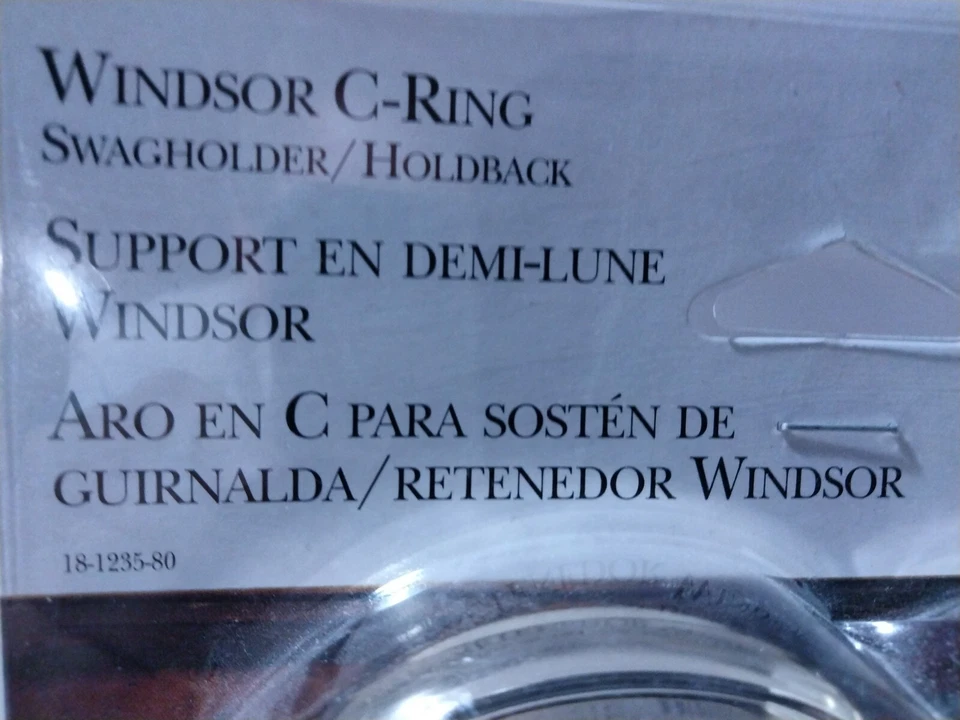 Windsor C-Ring
Swagholder/Holdback
Support en demi-lune
Windsor
Aro en C para sostén de
guirnalda/retenedor Windsor
18-1235-80